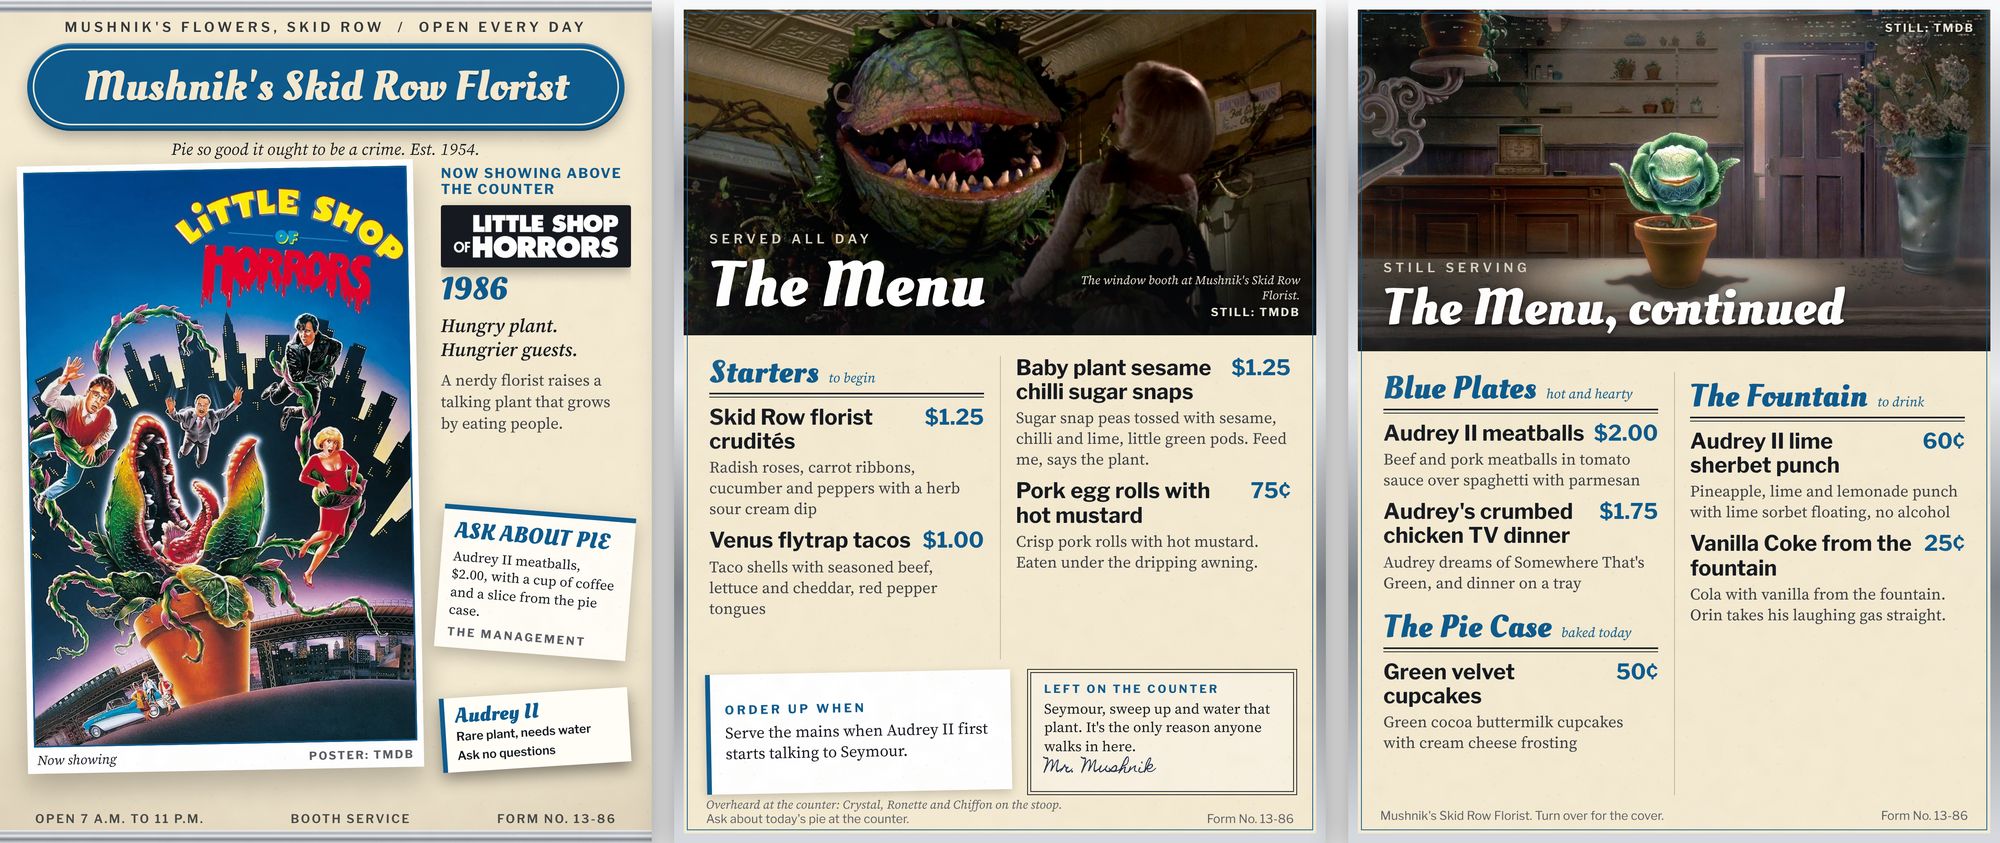 MUSHNIK'S FLOWERS, SKID ROW / OPEN EVERY DAY
Mushnik's Skid Row Florist
Pie so good it ought to be a crime. Est. 1954.
LITTLE SHOP
OF
HORRORS
Now showing
POSTER: TMDB
NOW SHOWING ABOVE
THE COUNTER
LITTLE SHOP
OF HORRORS
1986
Hungry plant.
Hungrier guests.
A nerdy florist raises a
talking plant that grows
by eating people.
ASK ABOUT PIE
Audrey II meatballs,
$2.00, with a cup of coffee
and a slice from the pie
case.
THE MANAGEMENT
Audrey II
Rare plant, needs water
Ask no questions
OPEN 7 A.M. TO 11 P.M.
BOOTH SERVICE
FORM NO. 13-86
SERVED ALL DAY
The Menu
The window booth at Mushnik's Skid Row
Florist.
STILL: TMDB
Starters to begin
Skid Row florist $1.25
crudités
Radish roses, carrot ribbons,
cucumber and peppers with a herb
sour cream dip
Venus flytrap tacos $1.00
Taco shells with seasoned beef,
lettuce and cheddar, red pepper
tongues
Baby plant sesame $1.25
chilli sugar snaps
Sugar snap peas tossed with sesame,
chilli and lime, little green pods. Feed
me, says the plant.
Pork egg rolls with 75¢
hot mustard
Crisp pork rolls with hot mustard.
Eaten under the dripping awning.
ORDER UP WHEN
Serve the mains when Audrey II first
starts talking to Seymour.
LEFT ON THE COUNTER
Seymour, sweep up and water that
plant. It's the only reason anyone
walks in here.
Mr. Mushnik
Overheard at the counter: Crystal, Ronette and Chiffon on the stoop.
Ask about today's pie at the counter.
Form No. 13-86
STILL: TMDB
STILL SERVING
The Menu, continued
Blue Plates hot and hearty
Audrey II meatballs $2.00
Beef and pork meatballs in tomato
sauce over spaghetti with parmesan
Audrey's crumbed $1.75
chicken TV dinner
Audrey dreams of Somewhere That's
Green, and dinner on a tray
The Pie Case baked today
Green velvet 50¢
cupcakes
Green cocoa buttermilk cupcakes
with cream cheese frosting
The Fountain to drink
Audrey II lime 60¢
sherbet punch
Pineapple, lime and lemonade punch
with lime sorbet floating, no alcohol
Vanilla Coke from the 25¢
fountain
Cola with vanilla from the fountain.
Orin takes his laughing gas straight.
Mushnik's Skid Row Florist. Turn over for the cover.
Form No. 13-86